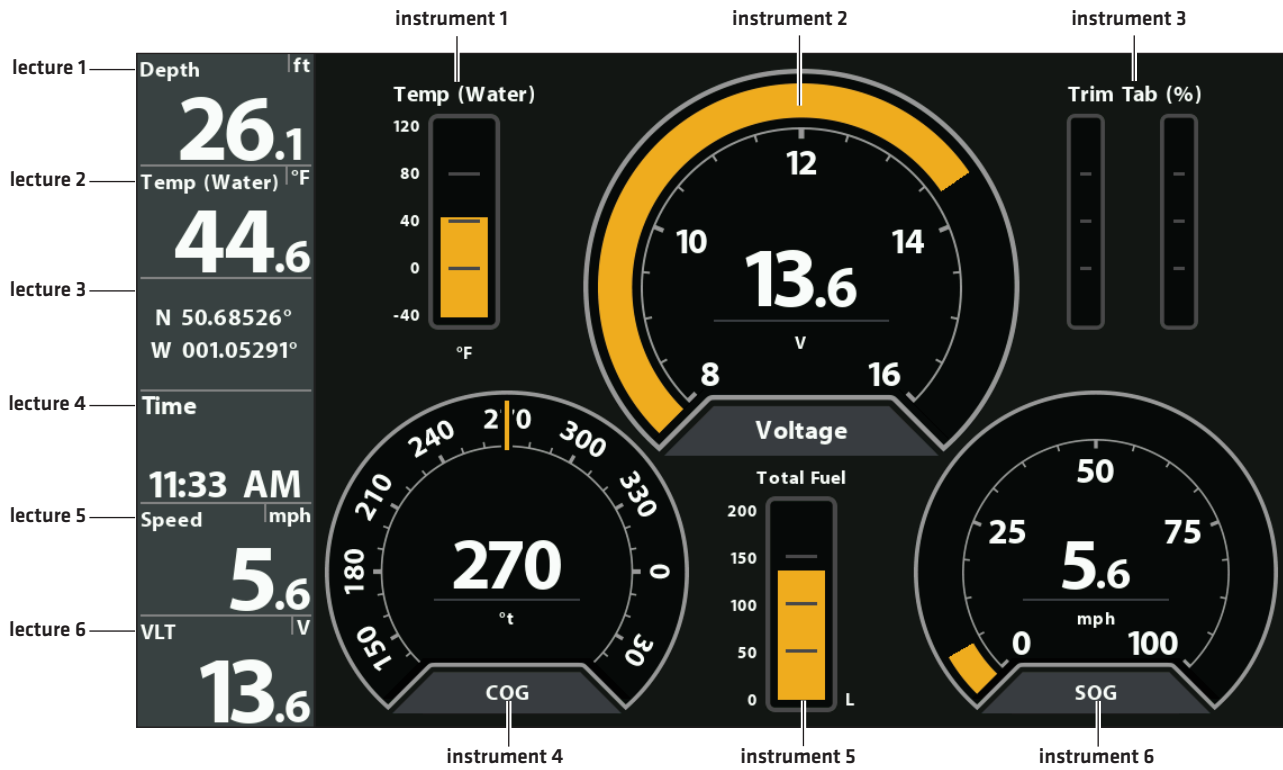 instrument 1
instrument 2
instrument 3
lecture 1
Depth ft
26.1
lecture 2
Temp (Water) °F
44.6
lecture 3
N 50.68526°
W 001.05291°
lecture 4
Time
11:33 AM
lecture 5
Speed mph
5.6
lecture 6
VLT V
13.6
Temp (Water)
120
80
40
0
-40
°F
12
10
14
13.6
V
8
16
Voltage
Trim Tab (%)
240
270
300
210
330
180
0
150
30
270
°t
COG
Total Fuel
200
150
100
50
0
L
50
25
75
5.6
mph
0
100
SOG
instrument 4
instrument 5
instrument 6